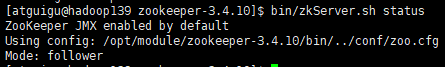 [atguigu@hadoop139 zookeeper-3.4.10]$ bin/zkServer.sh status
ZooKeeper JMX enabled by default
Using config: /opt/module/zookeeper-3.4.10/bin/../conf/zoo.cfg
Mode: follower